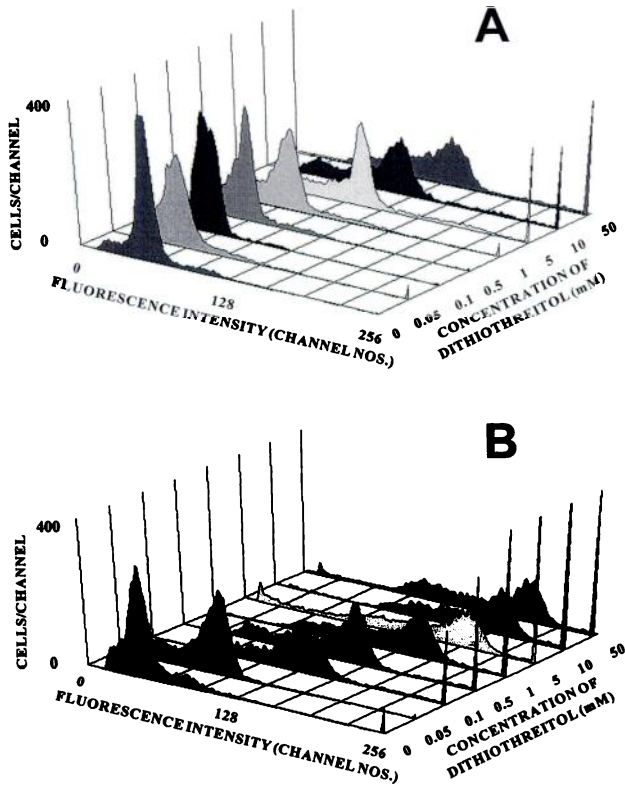 A
400
CELLS/CHANNEL
0
0
128
256
FLUORESCENCE INTENSITY (CHANNEL NOS.)
0
0.05
0.1
0.5
1
5
10
50
CONCENTRATION OF
DITHIOTHREITOL (mM)
B
400
CELLS/CHANNEL
0
0
128
256
FLUORESCENCE INTENSITY (CHANNEL NOS.)
0
0.05
0.1
0.5
1
5
10
50
CONCENTRATION OF
DITHIOTHREITOL (mM)